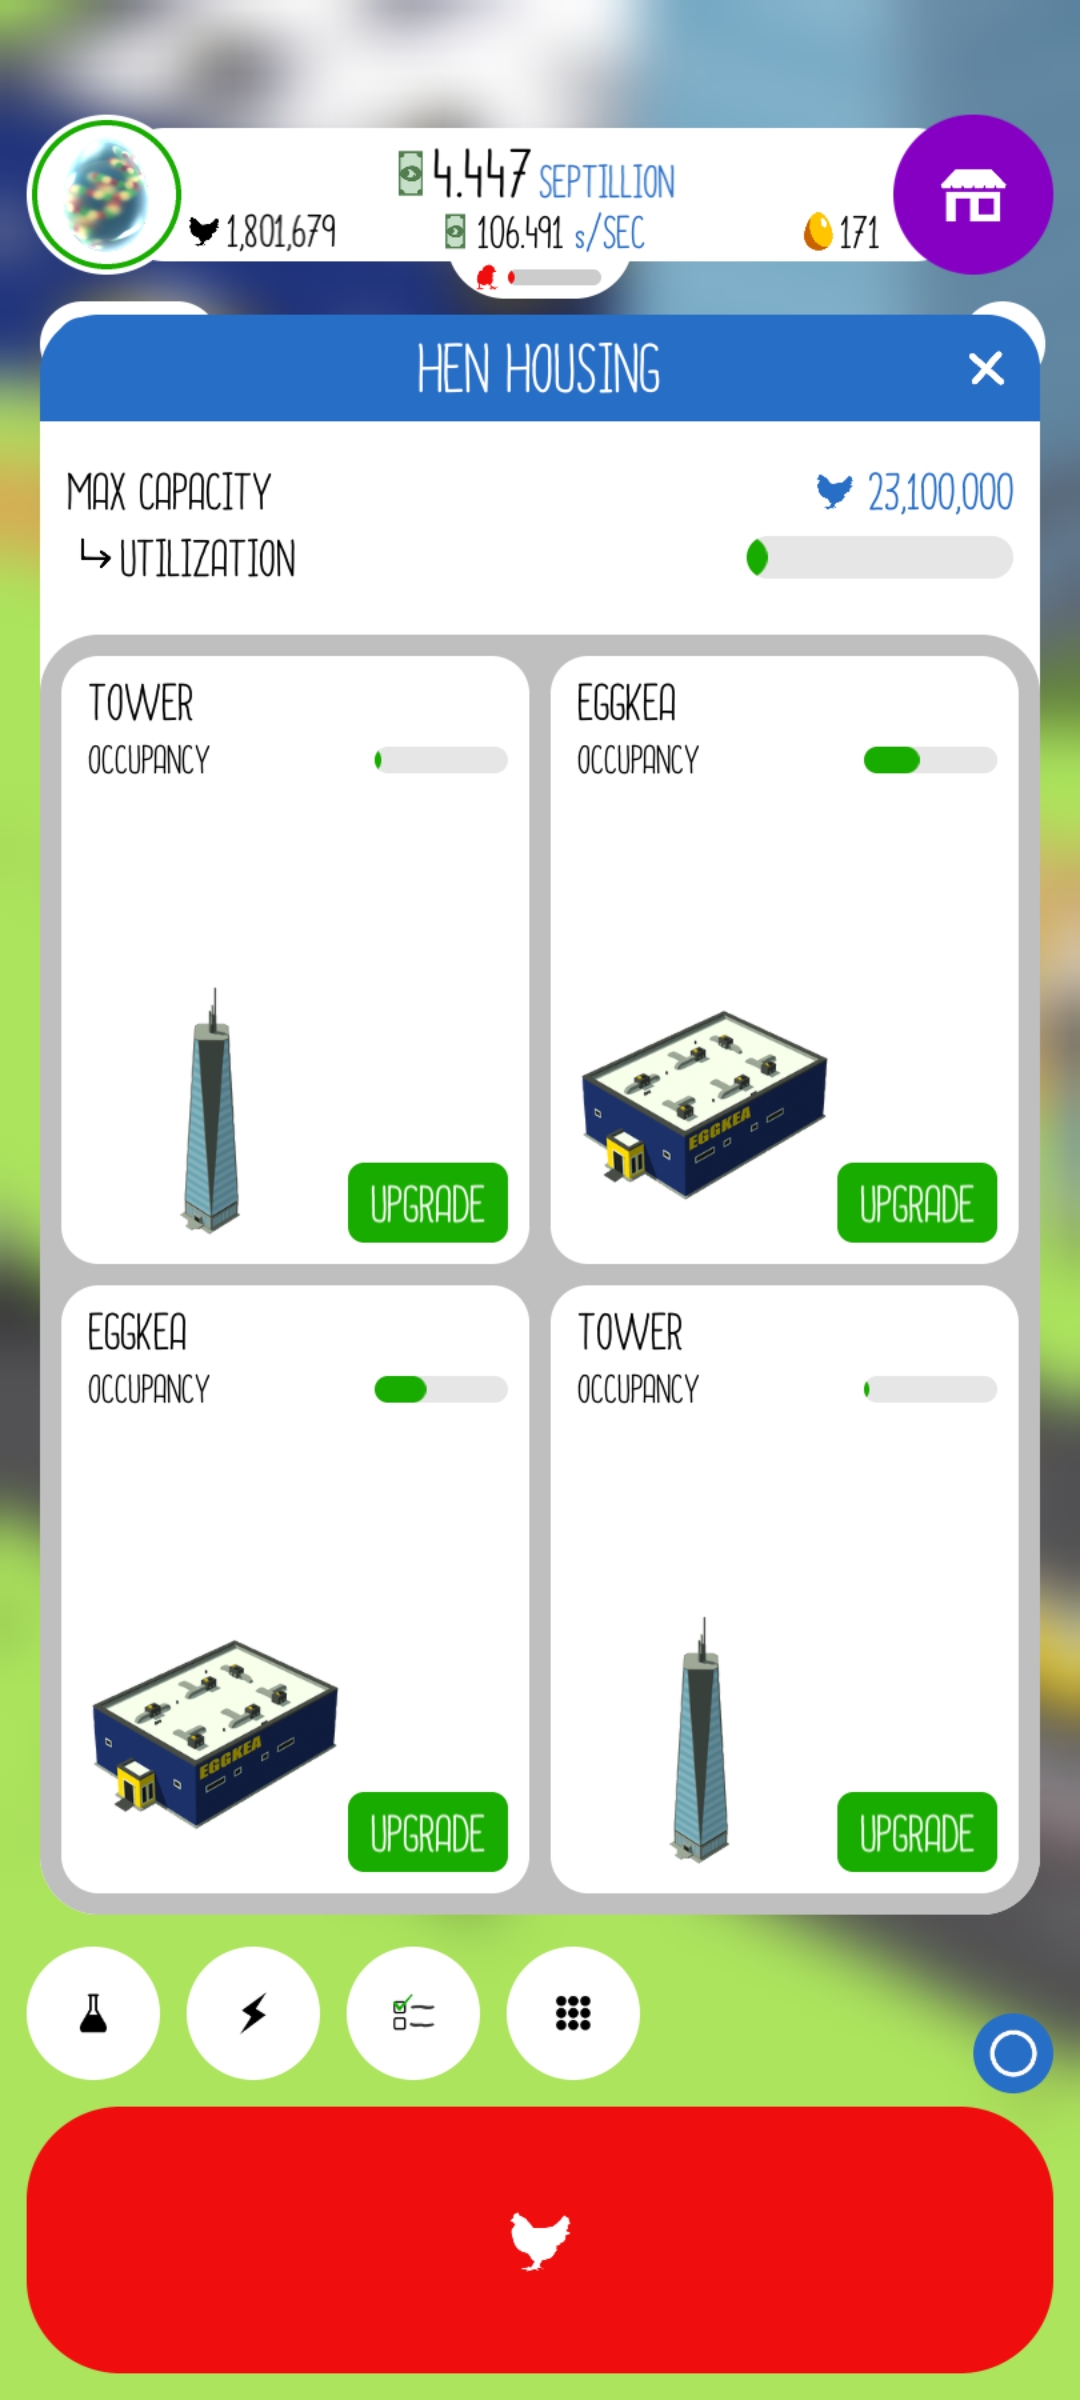 4.447 SEPTILLION
1,801,679
106.491 s/SEC
171
HEN HOUSING
MAX CAPACITY
23,100,000
UTILIZATION
TOWER
OCCUPANCY
EGGKEA
UPGRADE
EGGKEA
OCCUPANCY
EGGKEA
UPGRADE
EGGKEA
OCCUPANCY
EGGKEA
UPGRADE
TOWER
OCCUPANCY
UPGRADE